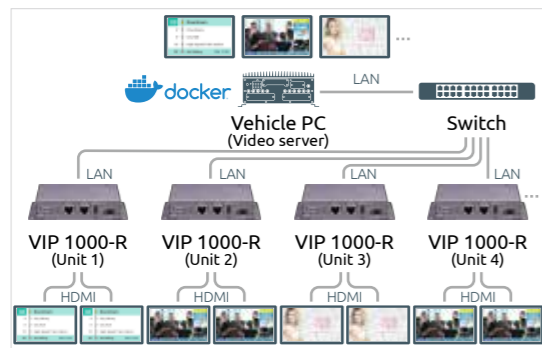 ...
docker
LAN
Vehicle PC
(Video server)
Switch
LAN LAN LAN LAN
...
VIP 1000-R VIP 1000-R VIP 1000-R VIP 1000-R
(Unit 1) (Unit 2) (Unit 3) (Unit 4)
HDMI HDMI HDMI HDMI